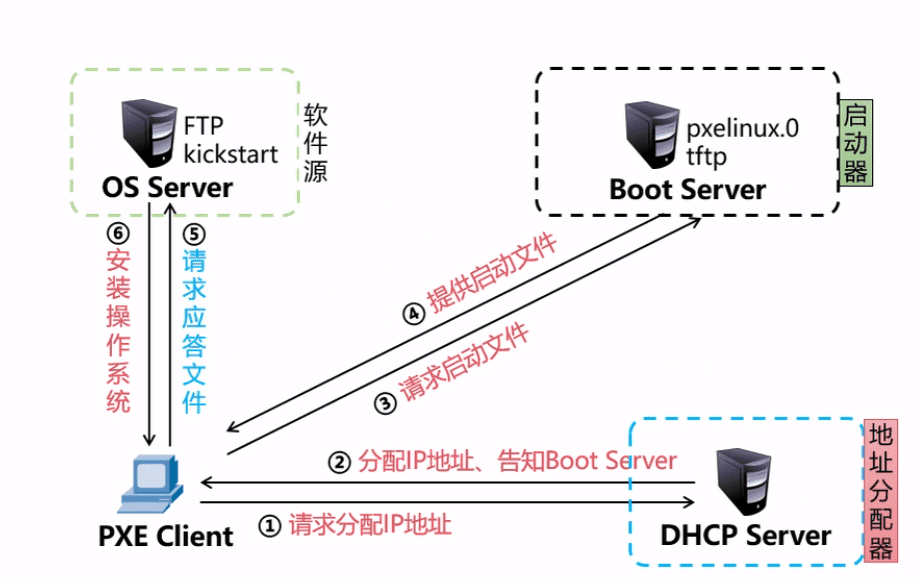 FTP
kickstart
OS Server
软件源
pxelinux.0
tftp
Boot Server
启动器
⑥ 安装操作系统
⑤ 请求应答文件
④ 提供启动文件
③ 请求启动文件
② 分配IP地址、告知Boot Server
① 请求分配IP地址
PXE Client
DHCP Server
地址分配器